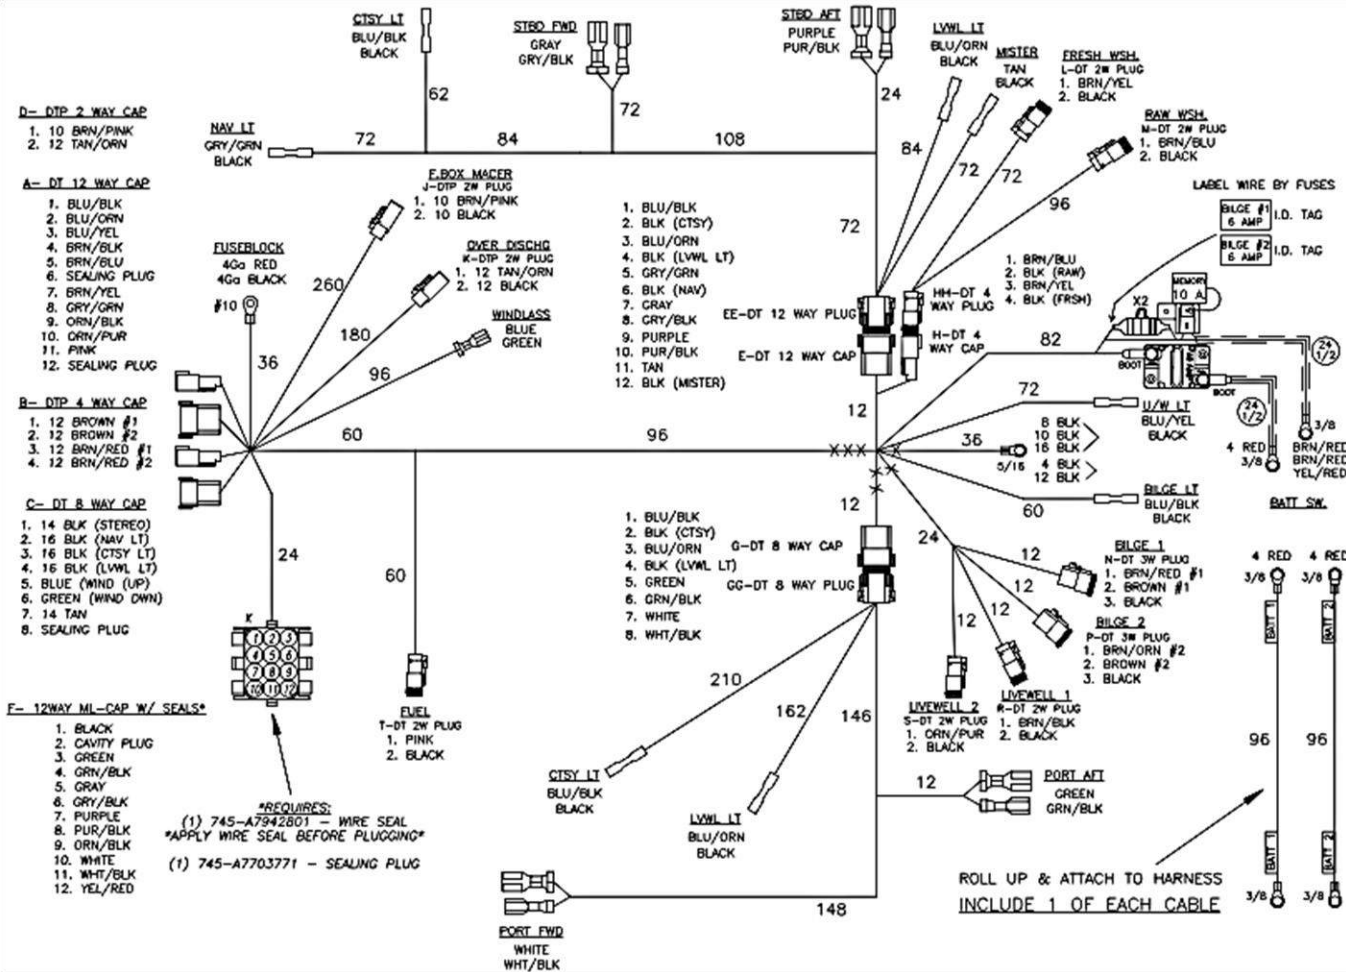 CTSY LT
BLU/BLK
BLACK
STBD FWD
GRAY
GRY/BLK
STBD AFT
PURPLE
PUR/BLK
LVWL LT
BLU/ORN
BLACK
MISTER
TAN
BLACK
FRESH WSH.
L-DT 2W PLUG
1. BRN/YEL
2. BLACK
RAW WSH.
M-DT 2W PLUG
1. BRN/BLU
2. BLACK
62
72
24
84
72
72
96
D- DTP 2 WAY CAP
1. 10 BRN/PINK
2. 12 TAN/ORN
NAV LT
GRY/GRN
BLACK
72
84
108
72
A- DT 12 WAY CAP
1. BLU/BLK
2. BLU/ORN
3. BLU/YEL
4. BRN/BLK
5. BRN/BLU
6. SEALING PLUG
7. BRN/YEL
8. GRY/GRN
9. ORN/BLK
10. ORN/PUR
11. PINK
12. SEALING PLUG
F.BOX MACER
J-DTP 2W PLUG
1. 10 BRN/PINK
2. 10 BLACK
FUSEBLOCK
4Ga RED
4Ga BLACK
#10
OVER DISCHG
K-DTP 2W PLUG
1. 12 TAN/ORN
2. 12 BLACK
WINDLASS
BLUE
GREEN
260
180
96
36
1. BLU/BLK
2. BLK (CTSY)
3. BLU/ORN
4. BLK (LVWL LT)
5. GRY/GRN
6. BLK (NAV)
7. GRAY
8. GRY/BLK
9. PURPLE
10. PUR/BLK
11. TAN
12. BLK (MISTER)
EE-DT 12 WAY PLUG
E-DT 12 WAY CAP
1. BRN/BLU
2. BLK (RAW)
3. BRN/YEL
4. BLK (FRSH)
HH-DT 4
WAY PLUG
H-DT 4
WAY CAP
LABEL WIRE BY FUSES
BILGE #1
6 AMP
I.D. TAG
BILGE #2
6 AMP
I.D. TAG
MEMORY
10 A
X2
BOOT
BOOT
24
1/2
24
1/2
82
72
U/W LT
BLU/YEL
BLACK
4 RED
3/8
3/8
BRN/RED
BRN/RED
YEL/RED
BATT SW.
B- DTP 4 WAY CAP
1. 12 BROWN #1
2. 12 BROWN #2
3. 12 BRN/RED #1
4. 12 BRN/RED #2
60
96
12
36
5/16
8 BLK
10 BLK
16 BLK
4 BLK
12 BLK
60
BILGE LT
BLU/BLK
BLACK
C- DT 8 WAY CAP
1. 14 BLK (STEREO)
2. 16 BLK (NAV LT)
3. 16 BLK (CTSY LT)
4. 16 BLK (LVWL LT)
5. BLUE (WIND (UP)
6. GREEN (WIND DWN)
7. 14 TAN
8. SEALING PLUG
24
60
1. BLU/BLK
2. BLK (CTSY)
3. BLU/ORN
4. BLK (LVWL LT)
5. GREEN
6. GRN/BLK
7. WHITE
8. WHT/BLK
12
G-DT 8 WAY CAP
GG-DT 8 WAY PLUG
24
12
12
12
12
BILGE 1
N-DT 3W PLUG
1. BRN/RED #1
2. BROWN #1
3. BLACK
BILGE 2
P-DT 3W PLUG
1. BRN/ORN #2
2. BROWN #2
3. BLACK
LIVEWELL 1
R-DT 2W PLUG
1. BRN/BLK
2. BLACK
LIVEWELL 2
S-DT 2W PLUG
1. ORN/PUR
2. BLACK
K
1 2 3
4 5 6
7 8 9
10 11 12
F- 12WAY ML-CAP W/ SEALS*
1. BLACK
2. CAVITY PLUG
3. GREEN
4. GRN/BLK
5. GRAY
6. GRY/BLK
7. PURPLE
8. PUR/BLK
9. ORN/BLK
10. WHITE
11. WHT/BLK
12. YEL/RED
*REQUIRES:
(1) 745-A7942801 - WIRE SEAL
*APPLY WIRE SEAL BEFORE PLUGGING*
(1) 745-A7703771 - SEALING PLUG
FUEL
T-DT 2W PLUG
1. PINK
2. BLACK
210
162
146
CTSY LT
BLU/BLK
BLACK
LVWL LT
BLU/ORN
BLACK
12
PORT AFT
GREEN
GRN/BLK
148
PORT FWD
WHITE
WHT/BLK
4 RED
3/8
4 RED
3/8
BATT 1
BATT 2
96
96
BATT 1
BATT 2
3/8
3/8
ROLL UP & ATTACH TO HARNESS
INCLUDE 1 OF EACH CABLE